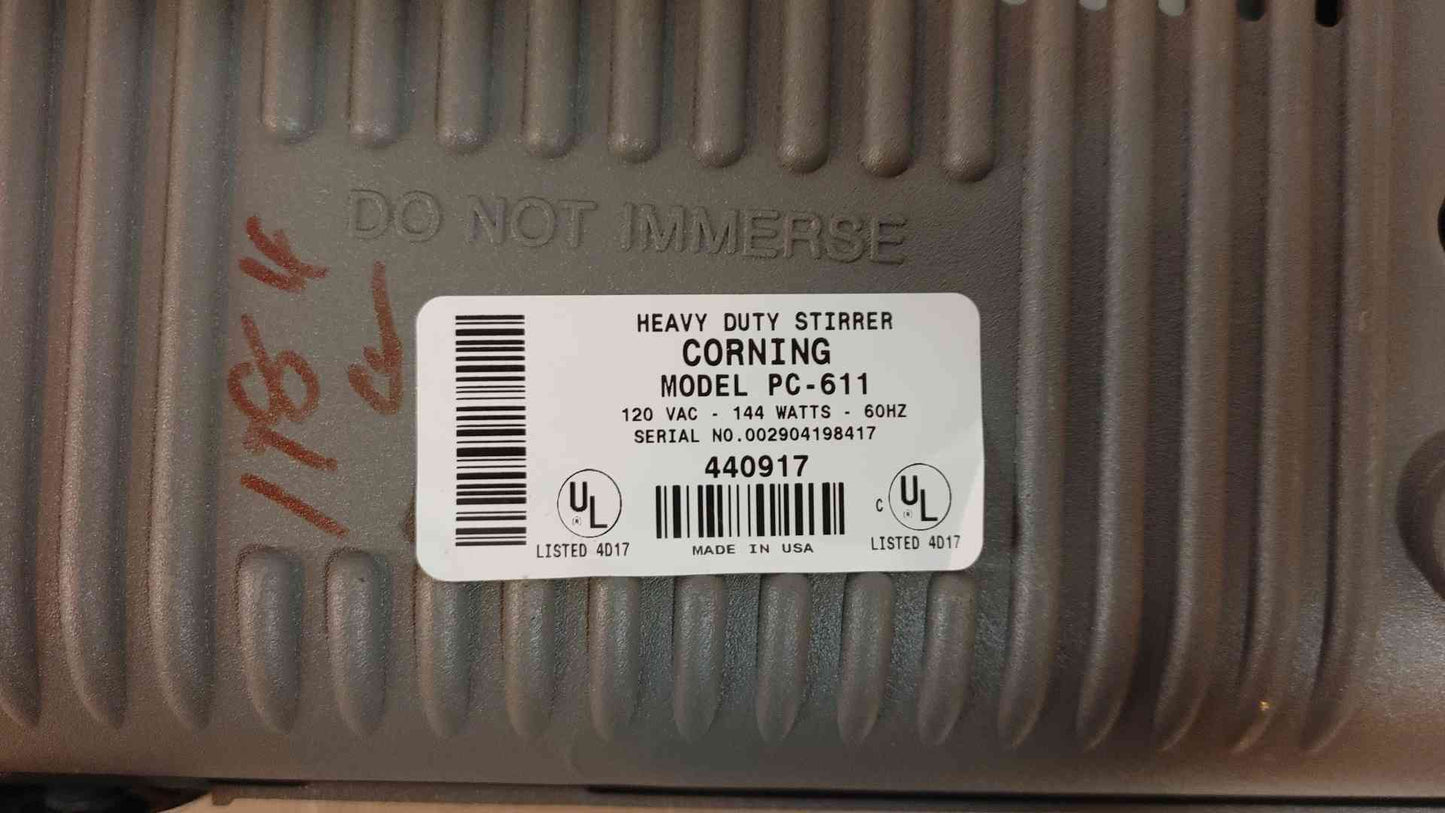 DO NOT IMMERSE
HEAVY DUTY STIRRER
CORNING
MODEL PC-611
120 VAC - 144 WATTS - 60HZ
SERIAL NO.002904198417
440917
UL
®
LISTED 4D17
MADE IN USA
C UL
®
LISTED 4D17